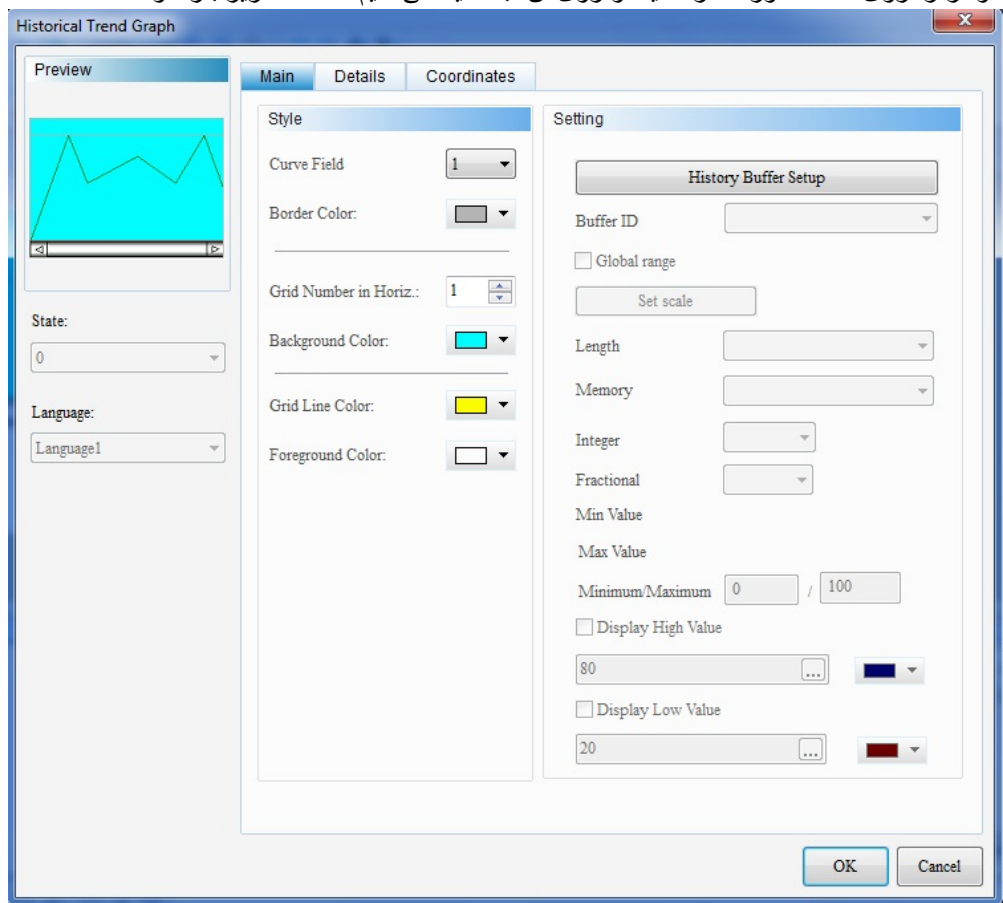 Historical Trend Graph
Preview
State:
0
Language:
Language1
Main Details Coordinates
Style
Curve Field 1
Border Color:
Grid Number in Horiz.: 1
Background Color:
Grid Line Color:
Foreground Color:
Setting
History Buffer Setup
Buffer ID
Global range
Set scale
Length
Memory
Integer
Fractional
Min Value
Max Value
Minimum/Maximum 0 / 100
Display High Value
80 ...
Display Low Value
20 ...
OK Cancel